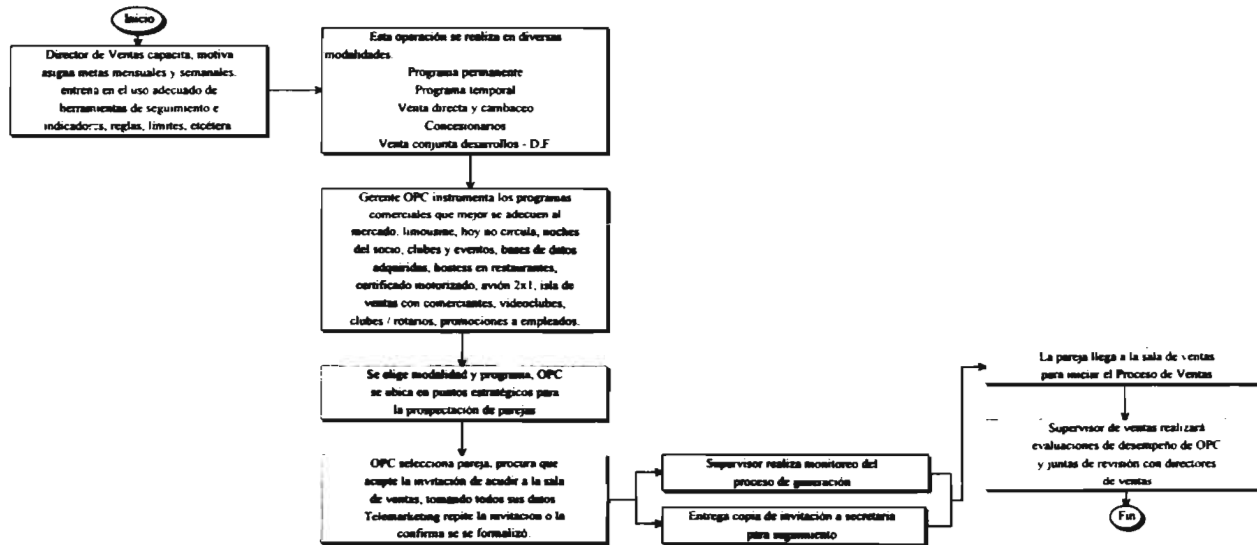 Inicio
Director de Ventas capacita, motiva
asigna metas mensuales y semanales.
entrena en el uso adecuado de
herramientas de seguimiento e
indicadores, reglas, límites, etcétera
Esta operación se realiza en diversas
modalidades.
Programa permanente
Programa temporal
Venta directa y cambaceo
Concesionarios
Venta conjunta desarrollos - D.F
Gerente OPC instrumenta los programas
comerciales que mejor se adecuen al
mercado. limousine, hoy no circula, noches
del socio, clubes y eventos, bases de datos
adquiridas, hostess en restaurantes,
certificado motorizado, avión 2x1, isla de
ventas con comerciantes, videoclubes,
clubes / rotarios, promociones a empleados.
Se elige modalidad y programa, OPC
se ubica en puntos estratégicos para
la prospectación de parejas
OPC selecciona pareja, procura que
acepte la invitación de acudir a la sala
de ventas, tomando todos sus datos
Telemarketing repite la invitación o la
confirma se se formalizó.
Supervisor realiza monitoreo del
proceso de generación
Entrega copia de invitación a secretaria
para seguimiento
La pareja llega a la sala de ventas
para iniciar el Proceso de Ventas
Supervisor de ventas realizará
evaluaciones de desempeño de OPC
y juntas de revisión con directores
de ventas
Fin